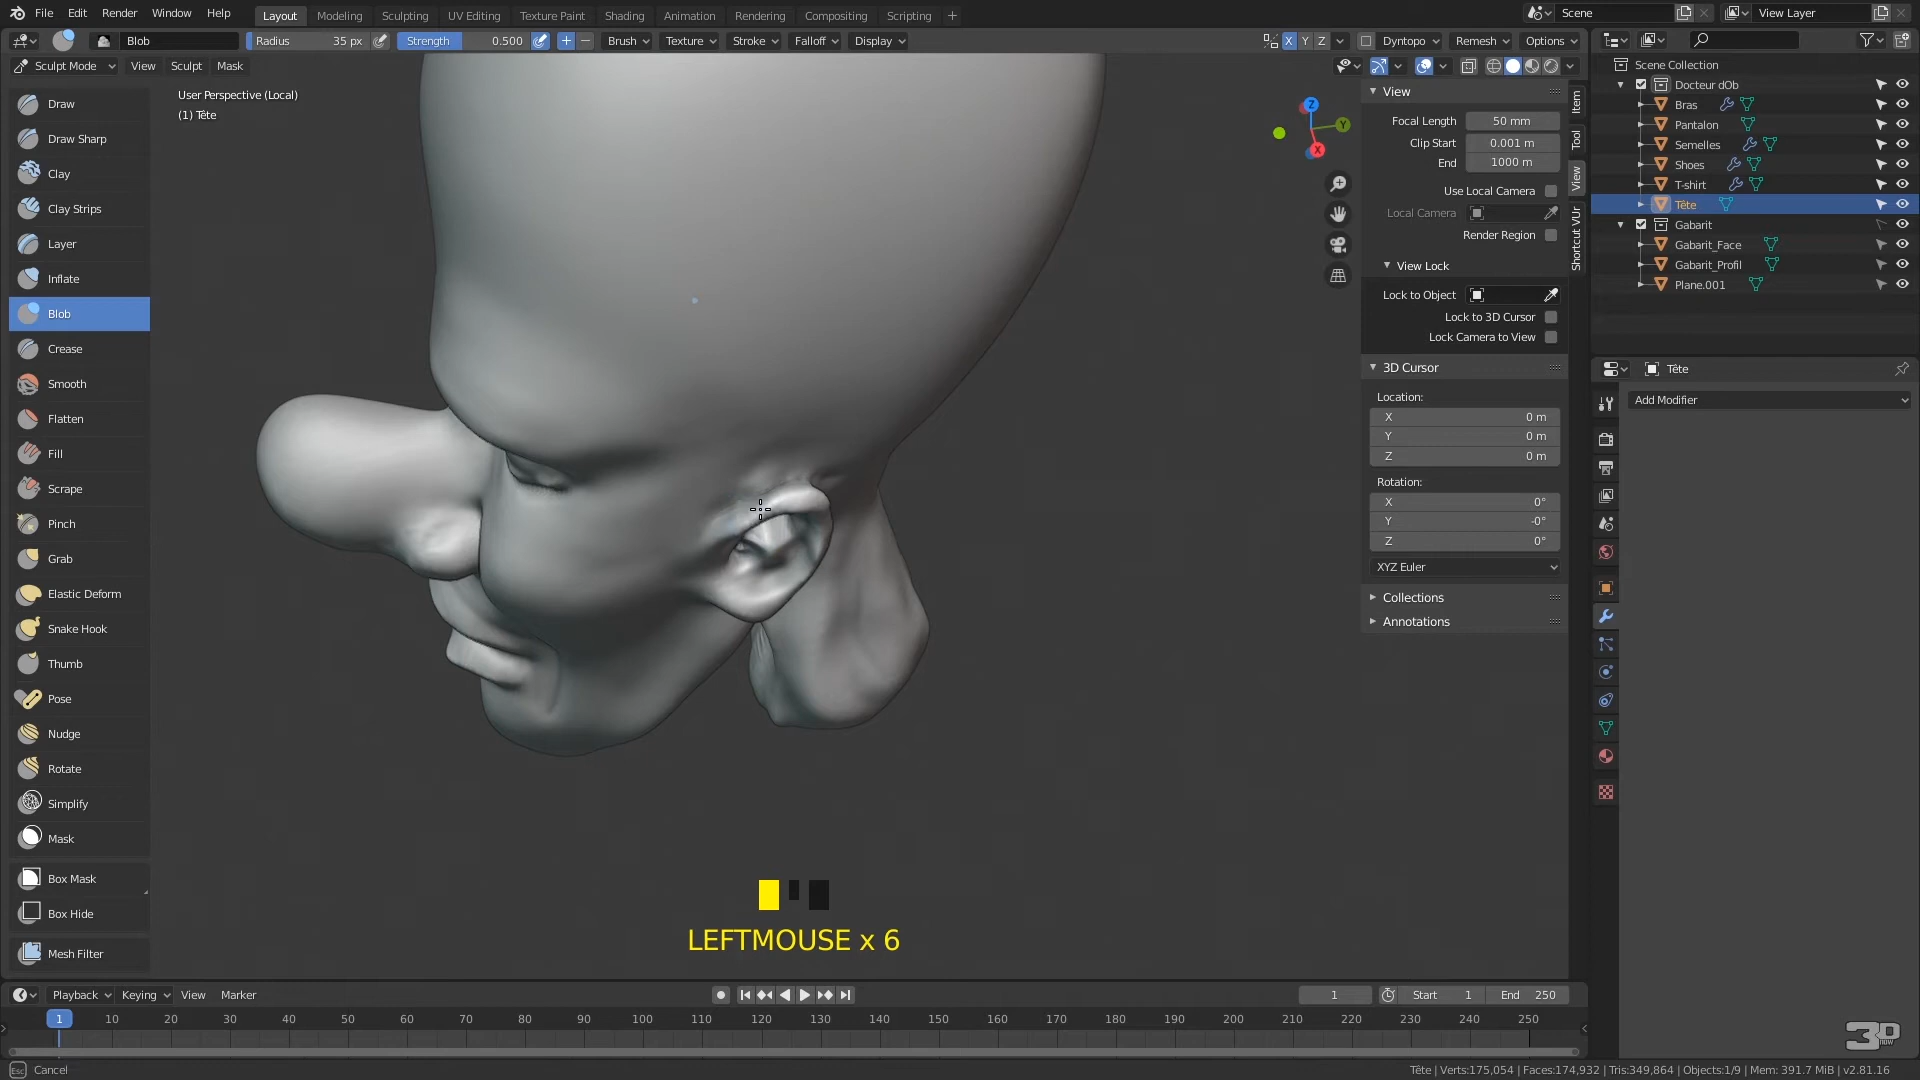 File Edit Render Window Help Layout Modeling Sculpting UV Editing Texture Paint Shading Animation Rendering Compositing Scripting + Scene View Layer
Blob Radius 35 px Strength 0.500 + − Brush Texture Stroke Falloff Display X Y Z Dyntopo Remesh Options
Sculpt Mode View Sculpt Mask
User Perspective (Local)
(1) Tête
Draw
Draw Sharp
Clay
Clay Strips
Layer
Inflate
Blob
Crease
Smooth
Flatten
Fill
Scrape
Pinch
Grab
Elastic Deform
Snake Hook
Thumb
Pose
Nudge
Rotate
Simplify
Mask
Box Mask
Box Hide
Mesh Filter
Z
Y
X
View
Focal Length 50 mm
Clip Start 0.001 m
End 1000 m
Use Local Camera
Local Camera
Render Region
View Lock
Lock to Object
Lock to 3D Cursor
Lock Camera to View
3D Cursor
Location:
X 0 m
Y 0 m
Z 0 m
Rotation:
X 0°
Y -0°
Z 0°
XYZ Euler
Collections
Annotations
Item
Tool
View
Shortcut VUr
Scene Collection
Docteur dOb
Bras
Pantalon
Semelles
Shoes
T-shirt
Tête
Gabarit
Gabarit_Face
Gabarit_Profil
Plane.001
Tête
Add Modifier
LEFTMOUSE x 6
Playback Keying View Marker 1 Start 1 End 250
1 10 20 30 40 50 60 70 80 90 100 110 120 130 140 150 160 170 180 190 200 210 220 230 240 250
3D now
Esc Cancel Tête | Verts:175,054 | Faces:174,932 | Tris:349,864 | Objects:1/9 | Mem: 391.7 MiB | v2.81.16